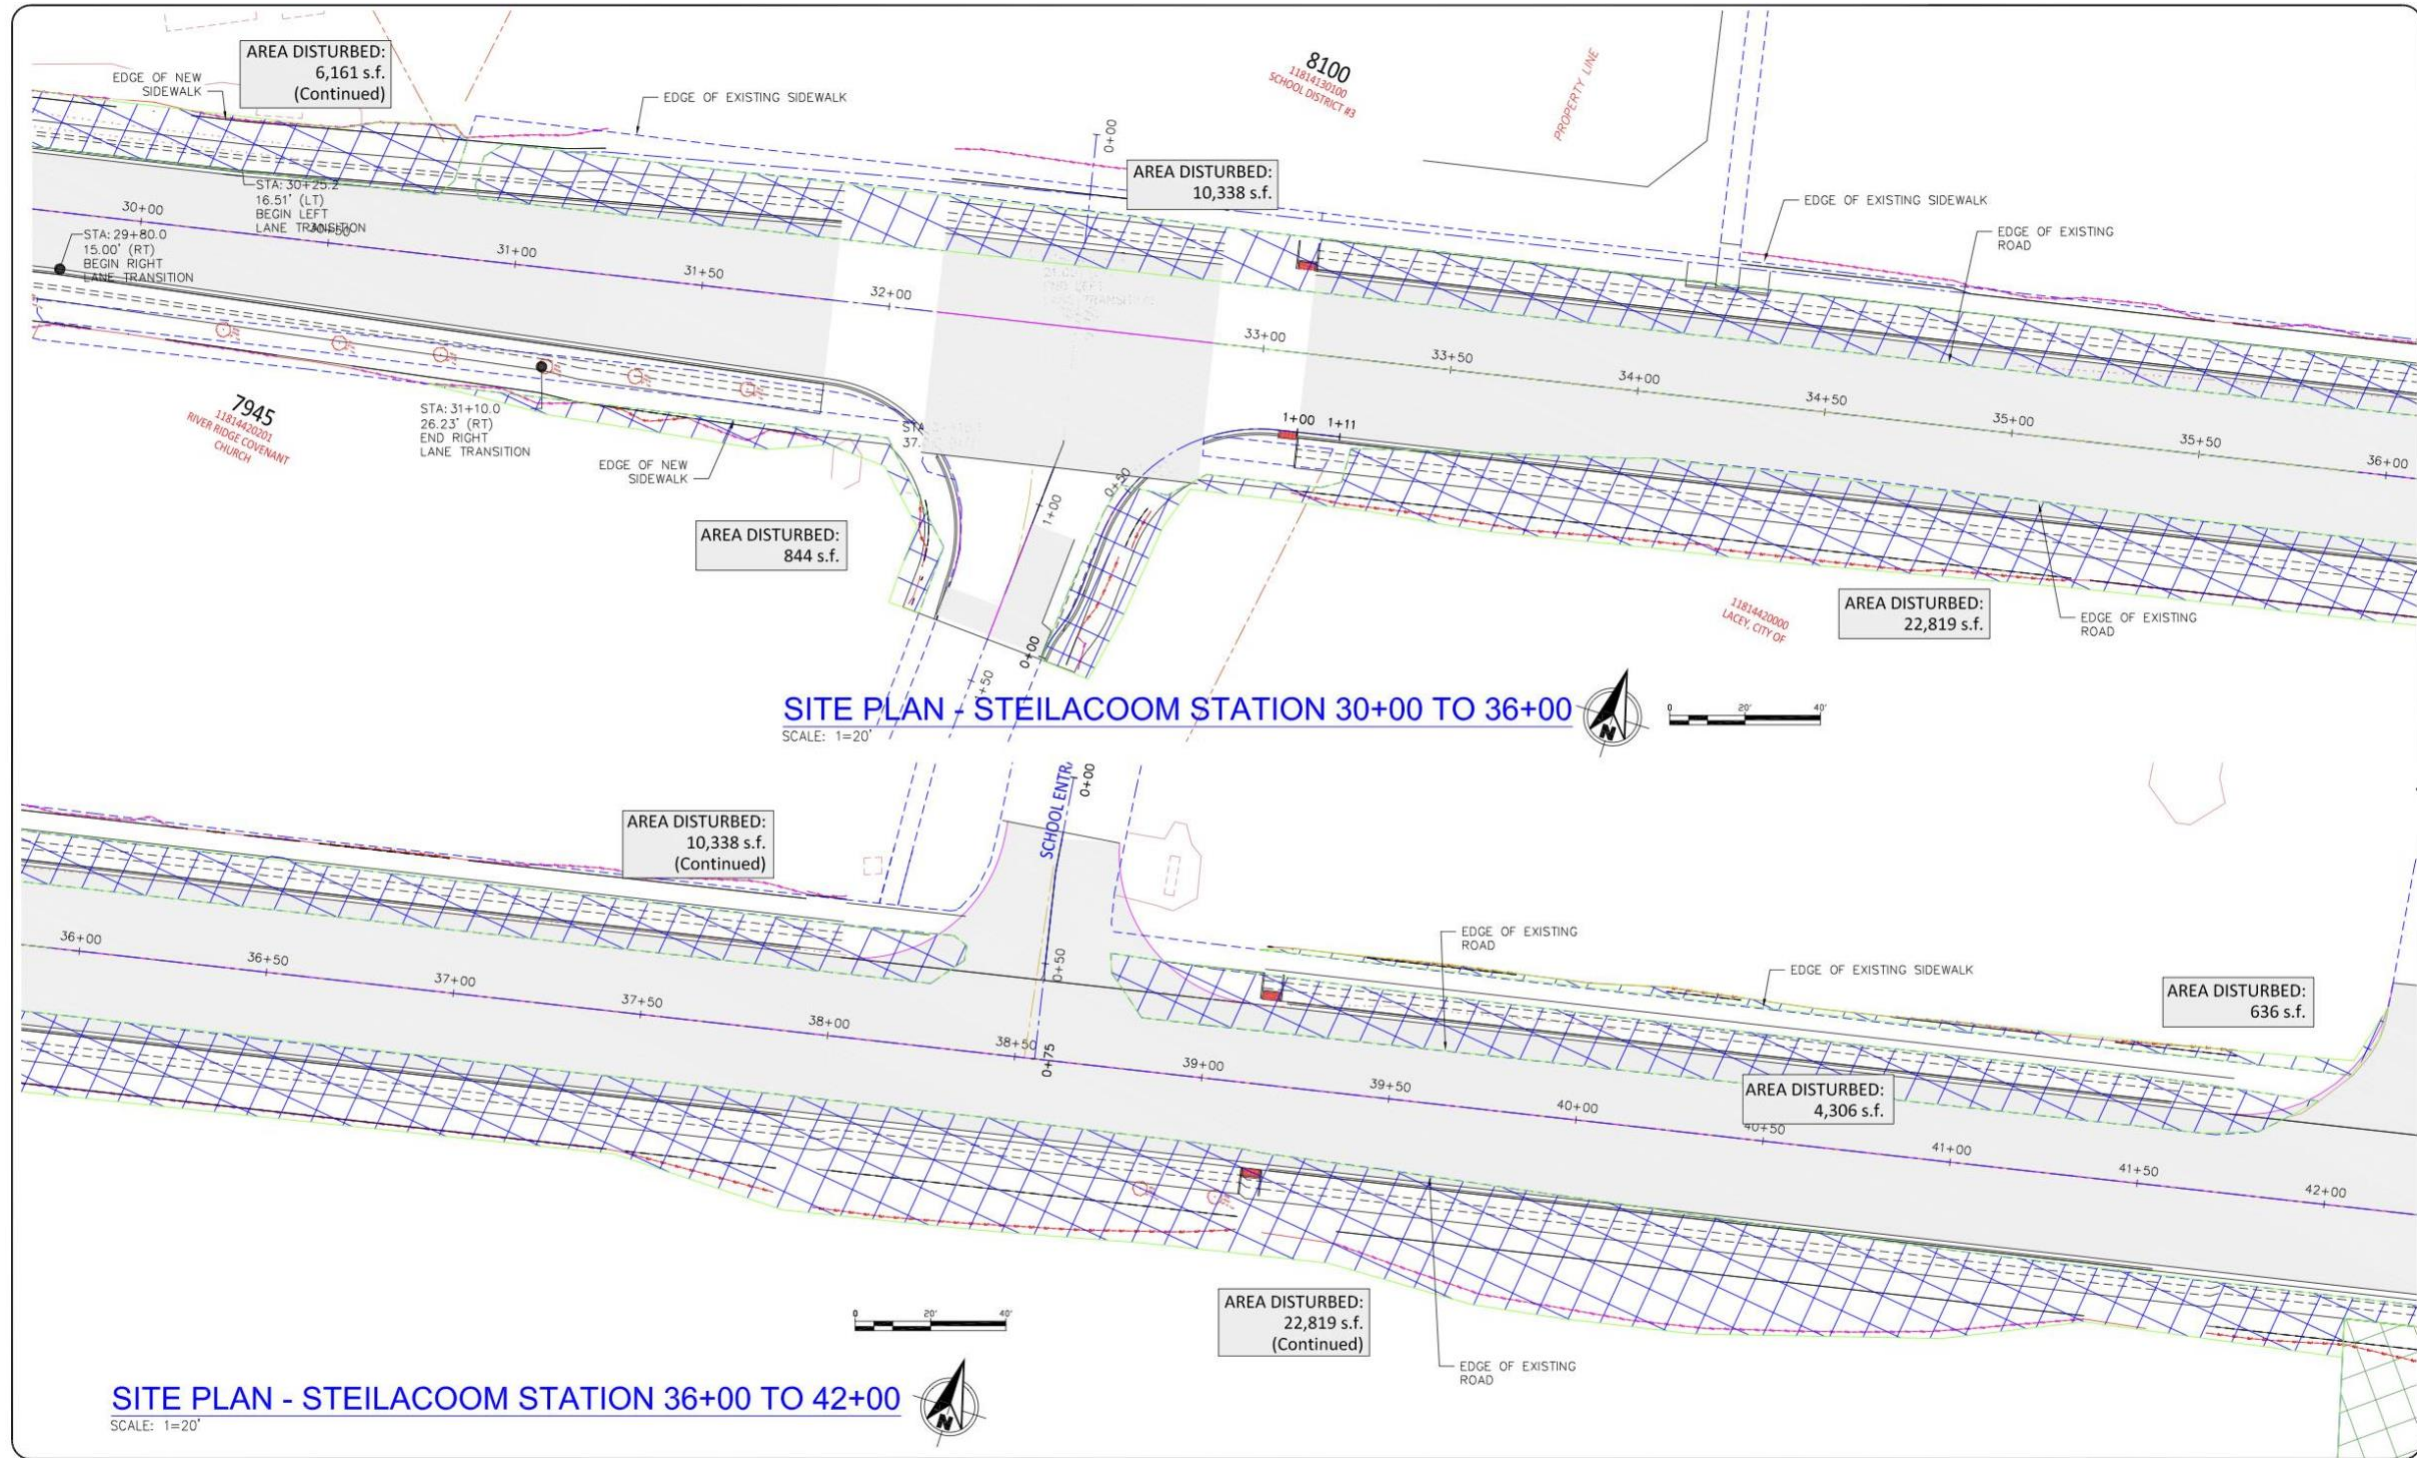 AREA DISTURBED:
6,161 s.f.
(Continued)
EDGE OF NEW
SIDEWALK
EDGE OF EXISTING SIDEWALK
8100
11814130100
SCHOOL DISTRICT #3
PROPERTY LINE
0+00
AREA DISTURBED:
10,338 s.f.
EDGE OF EXISTING SIDEWALK
EDGE OF EXISTING
ROAD
STA: 30+25.2
16.51' (LT)
BEGIN LEFT
LANE TRANSITION
30+00
30+50
31+00
31+50
32+00
33+00
33+50
34+00
34+50
35+00
35+50
36+00
STA: 29+80.0
15.00' (RT)
BEGIN RIGHT
LANE TRANSITION
7945
11814420201
RIVER RIDGE COVENANT
CHURCH
STA: 31+10.0
26.23' (RT)
END RIGHT
LANE TRANSITION
EDGE OF NEW
SIDEWALK
1+00
1+11
0+50
1+00
0+00
1+50
AREA DISTURBED:
844 s.f.
AREA DISTURBED:
22,819 s.f.
11814420000
LACEY, CITY OF
EDGE OF EXISTING
ROAD
SITE PLAN - STEILACOOM STATION 30+00 TO 36+00
SCALE: 1=20'
N
0 20' 40'
AREA DISTURBED:
10,338 s.f.
(Continued)
SCHOOL ENTR
0+00
0+50
0+75
36+00
36+50
37+00
37+50
38+00
38+50
39+00
39+50
40+00
40+50
41+00
41+50
42+00
EDGE OF EXISTING
ROAD
EDGE OF EXISTING SIDEWALK
AREA DISTURBED:
636 s.f.
AREA DISTURBED:
4,306 s.f.
AREA DISTURBED:
22,819 s.f.
(Continued)
EDGE OF EXISTING
ROAD
0 20' 40'
SITE PLAN - STEILACOOM STATION 36+00 TO 42+00
SCALE: 1=20'
N